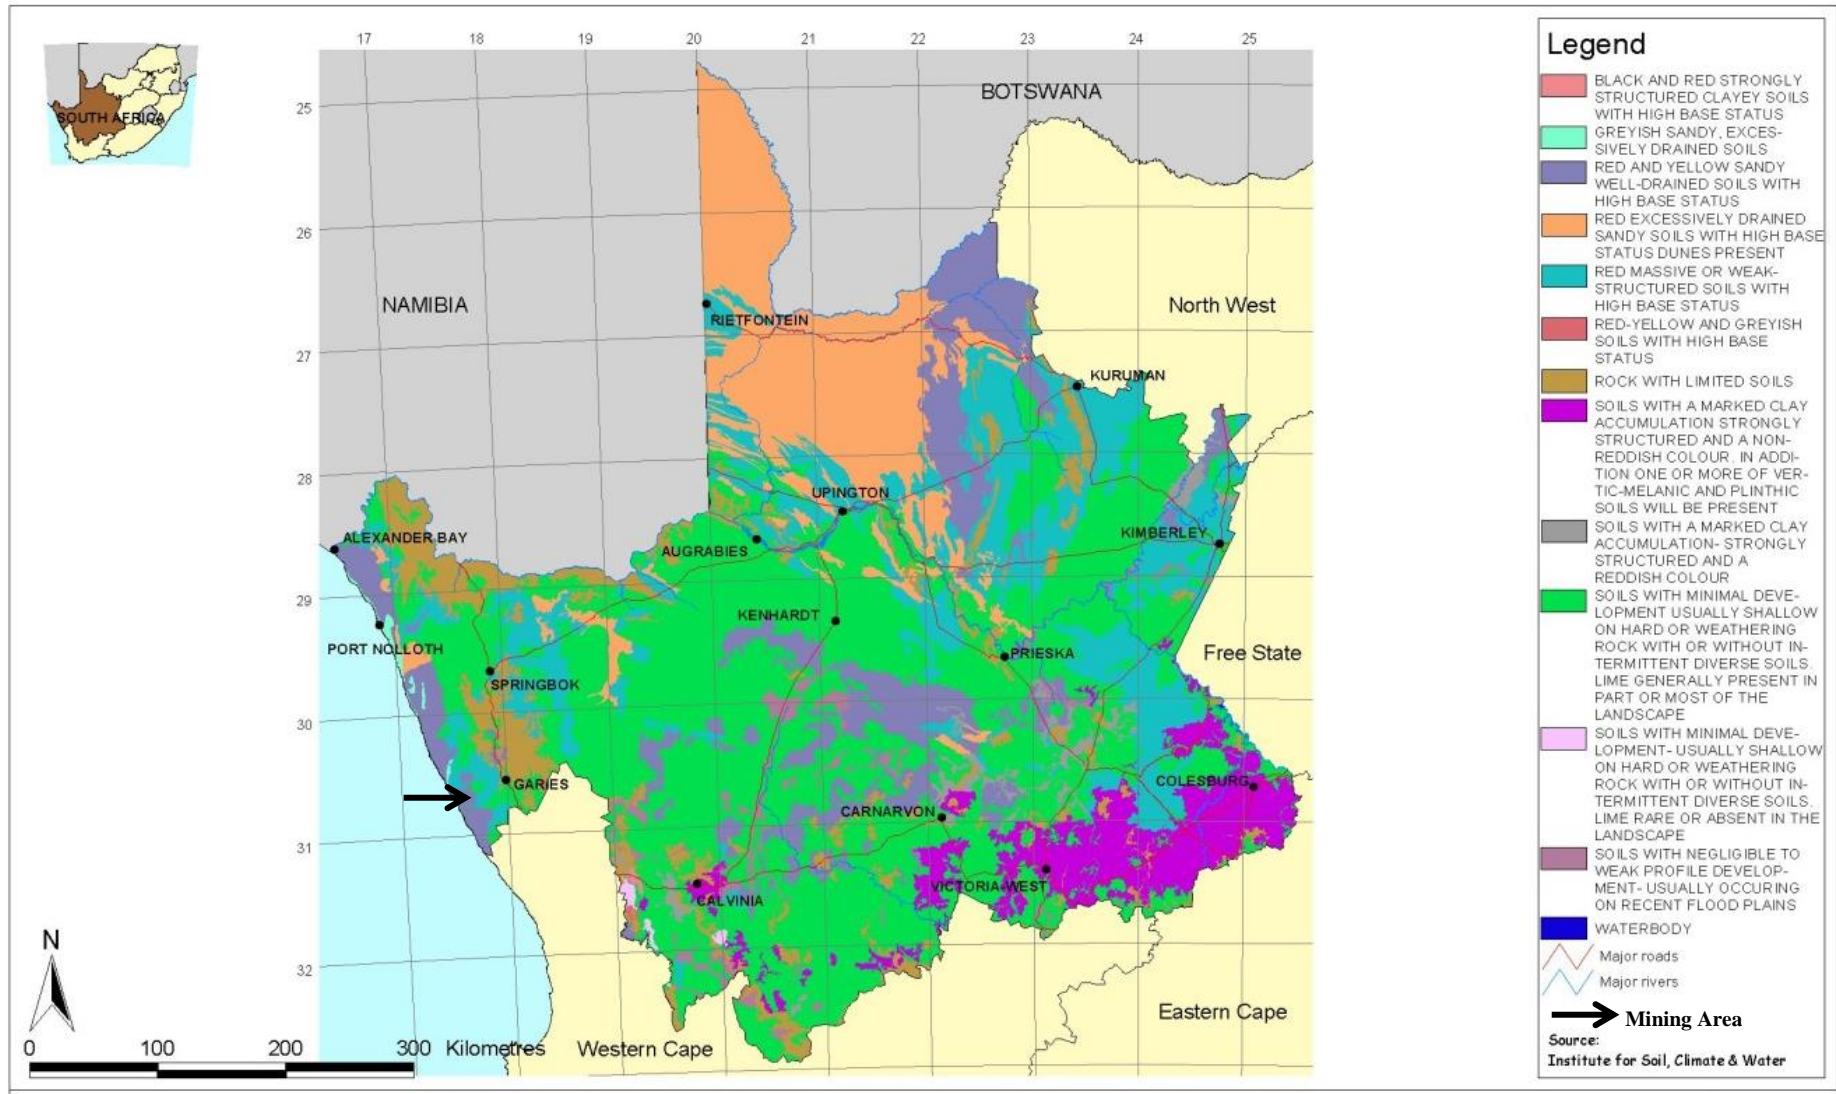 SOUTH AFRICA
17 18 19 20 21 22 23 24 25
25
26
27
28
29
30
31
32
BOTSWANA
NAMIBIA
North West
RIETFONTEIN
KURUMAN
UPINGTON
KIMBERLEY
ALEXANDER BAY
AUGRABIES
KENHARDT
PORT NOLLOTH
PRIESKA
Free State
SPRINGBOK
GARIES
COLESBURG
CARNARVON
VICTORIA-WEST
CALVINIA
Eastern Cape
Western Cape
N
0 100 200 300 Kilometres
18 19 20 21 22 23 24 25
Legend
BLACK AND RED STRONGLY
STRUCTURED CLAYEY SOILS
WITH HIGH BASE STATUS
GREYISH SANDY, EXCES-
SIVELY DRAINED SOILS
RED AND YELLOW SANDY
WELL-DRAINED SOILS WITH
HIGH BASE STATUS
RED EXCESSIVELY DRAINED
SANDY SOILS WITH HIGH BASE
STATUS DUNES PRESENT
RED MASSIVE OR WEAK-
STRUCTURED SOILS WITH
HIGH BASE STATUS
RED-YELLOW AND GREYISH
SOILS WITH HIGH BASE
STATUS
ROCK WITH LIMITED SOILS
SOILS WITH A MARKED CLAY
ACCUMULATION STRONGLY
STRUCTURED AND A NON-
REDDISH COLOUR. IN ADDI-
TION ONE OR MORE OF VER-
TIC-MELANIC AND PLINTHIC
SOILS WILL BE PRESENT
SOILS WITH A MARKED CLAY
ACCUMULATION- STRONGLY
STRUCTURED AND A
REDDISH COLOUR
SOILS WITH MINIMAL DEVE-
LOPMENT USUALLY SHALLOW
ON HARD OR WEATHERING
ROCK WITH OR WITHOUT IN-
TERMITTENT DIVERSE SOILS.
LIME GENERALLY PRESENT IN
PART OR MOST OF THE
LANDSCAPE
SOILS WITH MINIMAL DEVE-
LOPMENT- USUALLY SHALLOW
ON HARD OR WEATHERING
ROCK WITH OR WITHOUT IN-
TERMITTENT DIVERSE SOILS.
LIME RARE OR ABSENT IN THE
LANDSCAPE
SOILS WITH NEGLIGIBLE TO
WEAK PROFILE DEVELOP-
MENT- USUALLY OCCURING
ON RECENT FLOOD PLAINS
WATERBODY
Major roads
Major rivers
Mining Area
Source:
Institute for Soil, Climate & Water